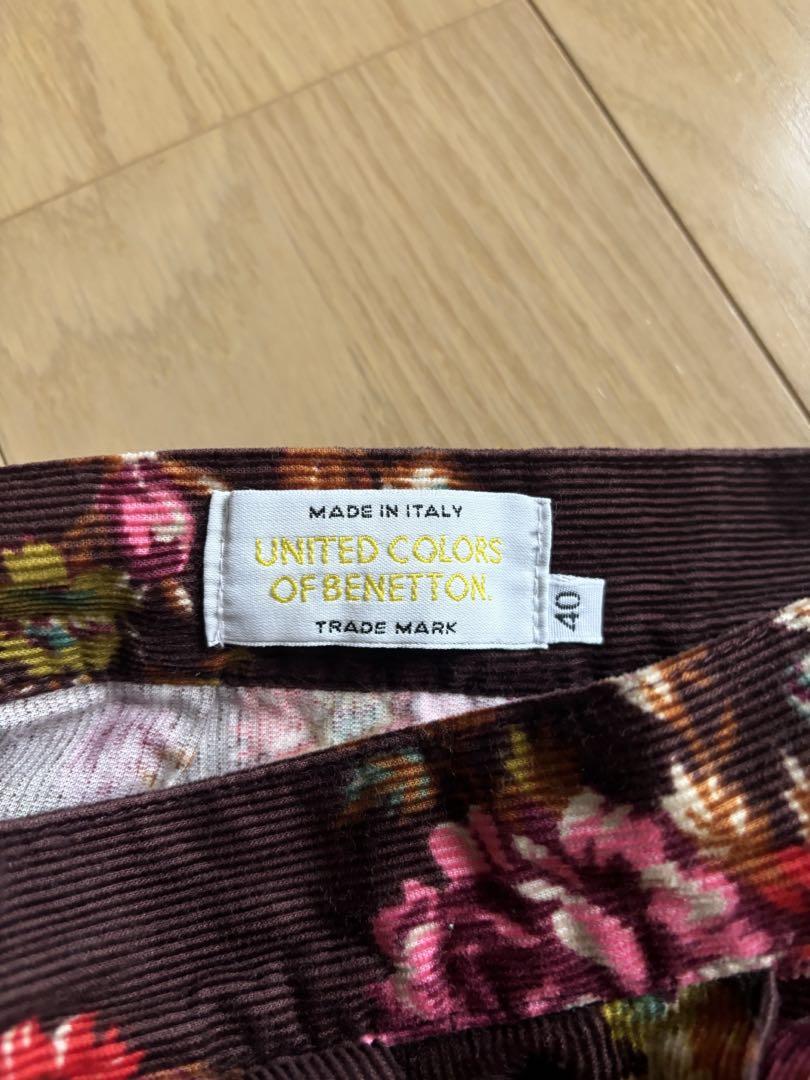 MADE IN ITALY
UNITED COLORS
OF BENETTON.
TRADE MARK
40